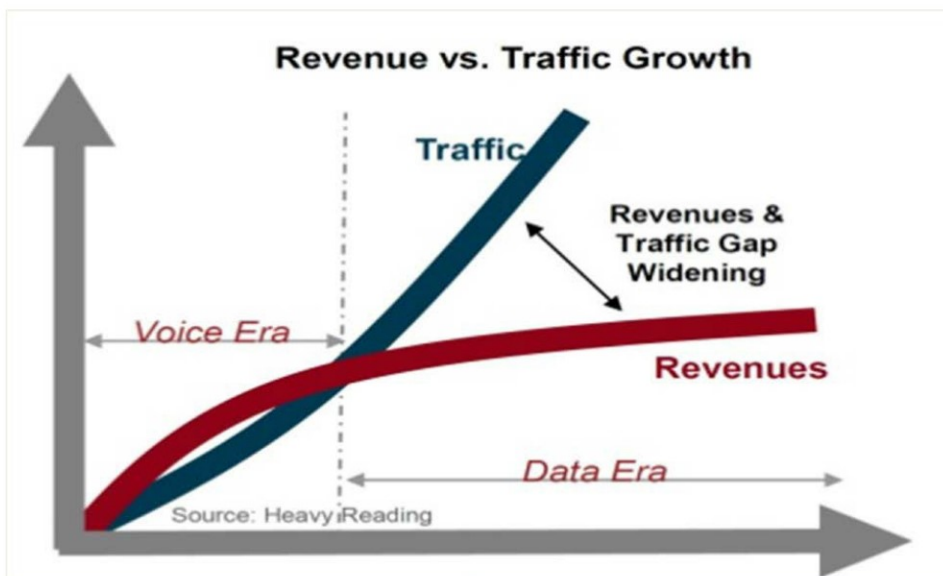 Revenue vs. Traffic Growth
Traffic
Revenues &
Traffic Gap
Widening
Voice Era
Revenues
Data Era
Source: Heavy Reading